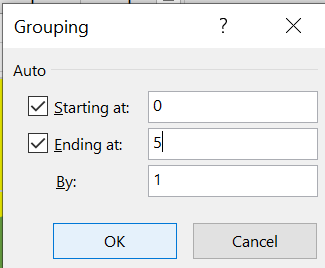 Grouping ?
Auto
Starting at: 0
Ending at: 5
By: 1
OK Cancel